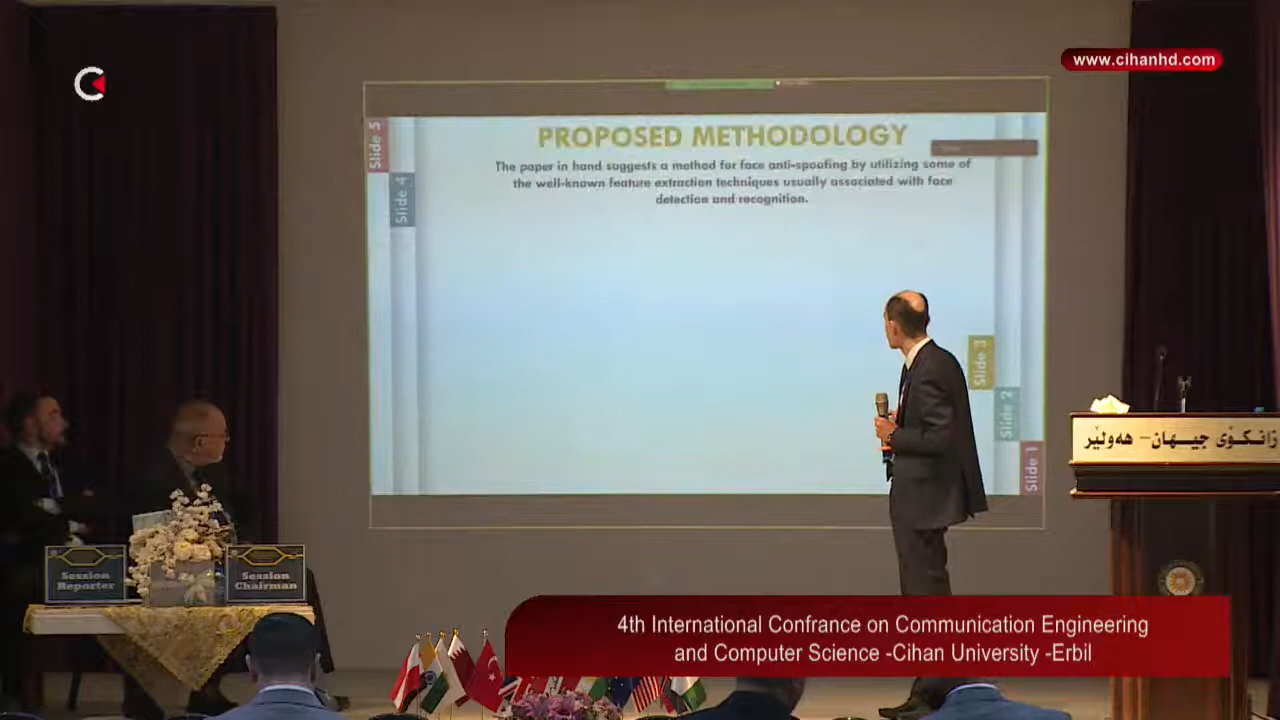 www.cihanhd.com
Slide 5
Slide 4
PROPOSED METHODOLOGY
The paper in hand suggests a method for face anti-spoofing by utilizing some of
the well-known feature extraction techniques usually associated with face
detection and recognition.
Slide 3
Slide 2
Slide 1
زانکۆی جیهان - هەولێر
Session
Reporter
Session
Chairman
4th International Confrance on Communication Engineering
and Computer Science -Cihan University -Erbil